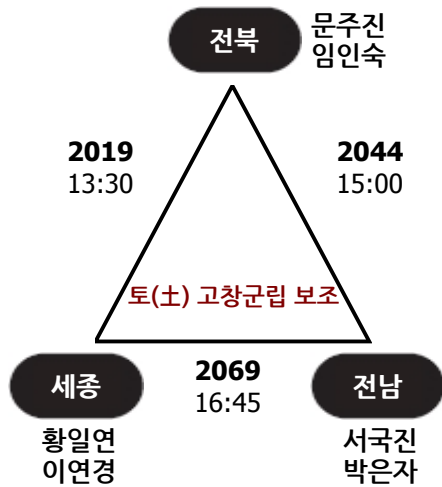 전북
문주진
임인숙
2019
13:30
2044
15:00
토(土) 고창군립 보조
세종
2069
16:45
전남
황일연
이연경
서국진
박은자